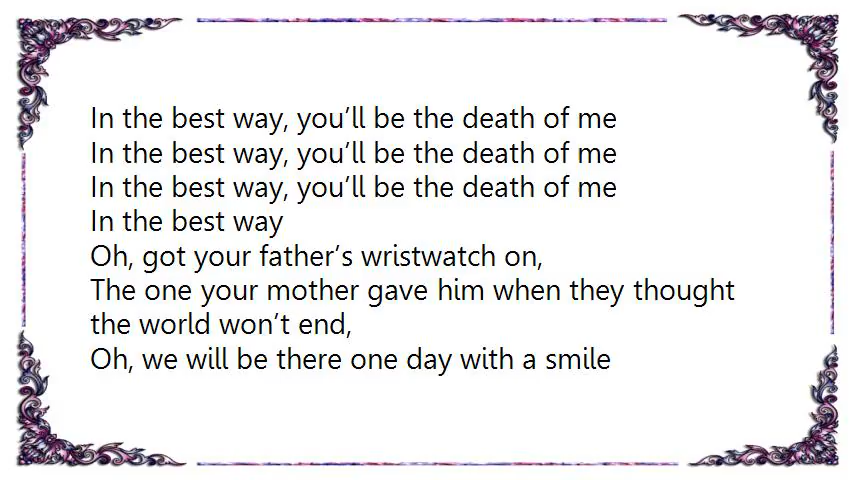 In the best way, you’ll be the death of me
In the best way, you’ll be the death of me
In the best way, you’ll be the death of me
In the best way
Oh, got your father’s wristwatch on,
The one your mother gave him when they thought
the world won’t end,
Oh, we will be there one day with a smile